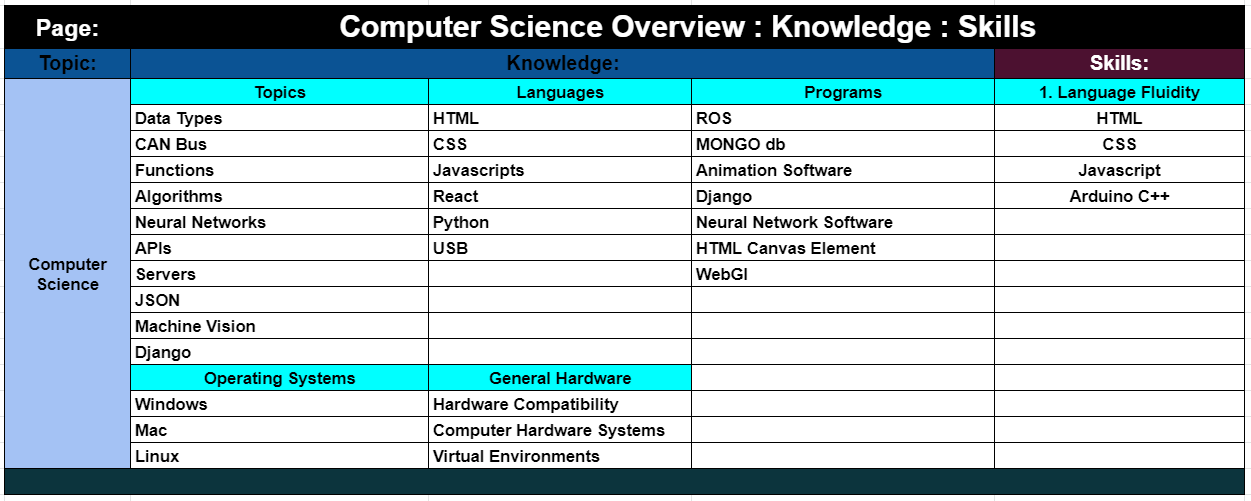 Page: Computer Science Overview : Knowledge : Skills
Topic: Knowledge: Skills:
Topics Languages Programs 1. Language Fluidity
Data Types HTML ROS HTML
CAN Bus CSS MONGO db CSS
Functions Javascripts Animation Software Javascript
Algorithms React Django Arduino C++
Neural Networks Python Neural Network Software
APIs USB HTML Canvas Element
Computer Science
Servers WebGl
JSON
Machine Vision
Django
Operating Systems General Hardware
Windows Hardware Compatibility
Mac Computer Hardware Systems
Linux Virtual Environments